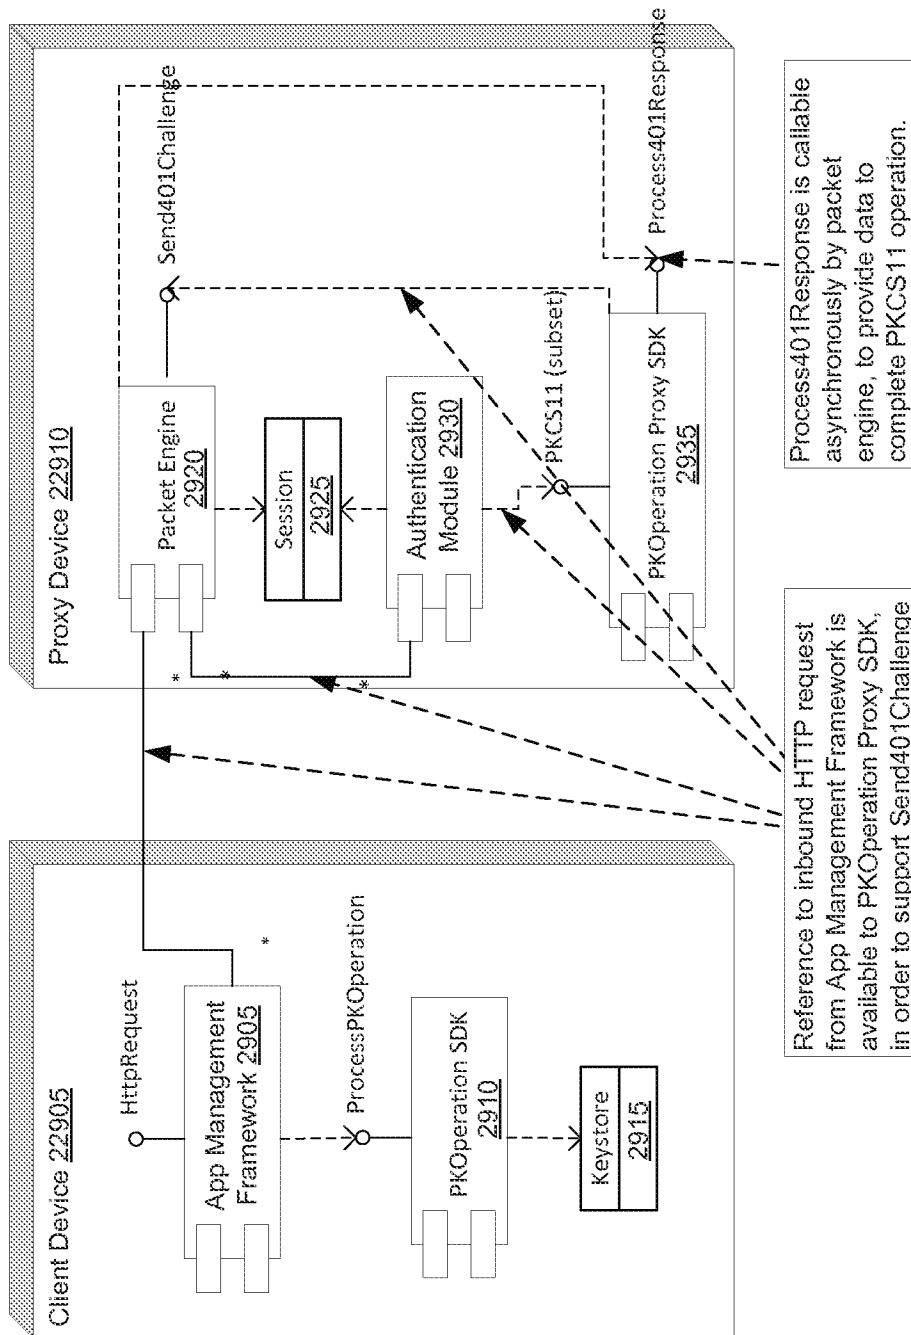 Client Device 22905
HttpRequest
App Management
Framework 2905
*
ProcessPKOperation
PKOperation SDK
2910
Keystore
2915
Proxy Device 22910
Send401Challenge
Packet Engine
2920
*
*
Session
2925
Authentication
Module 2930
*
PKCS11 (subset)
PKOperation Proxy SDK
2935
Process401Response
Reference to inbound HTTP request
from App Management Framework is
available to PKOperation Proxy SDK,
in order to support Send401Challenge
Process401Response is callable
asynchronously by packet
engine, to provide data to
complete PKCS11 operation.